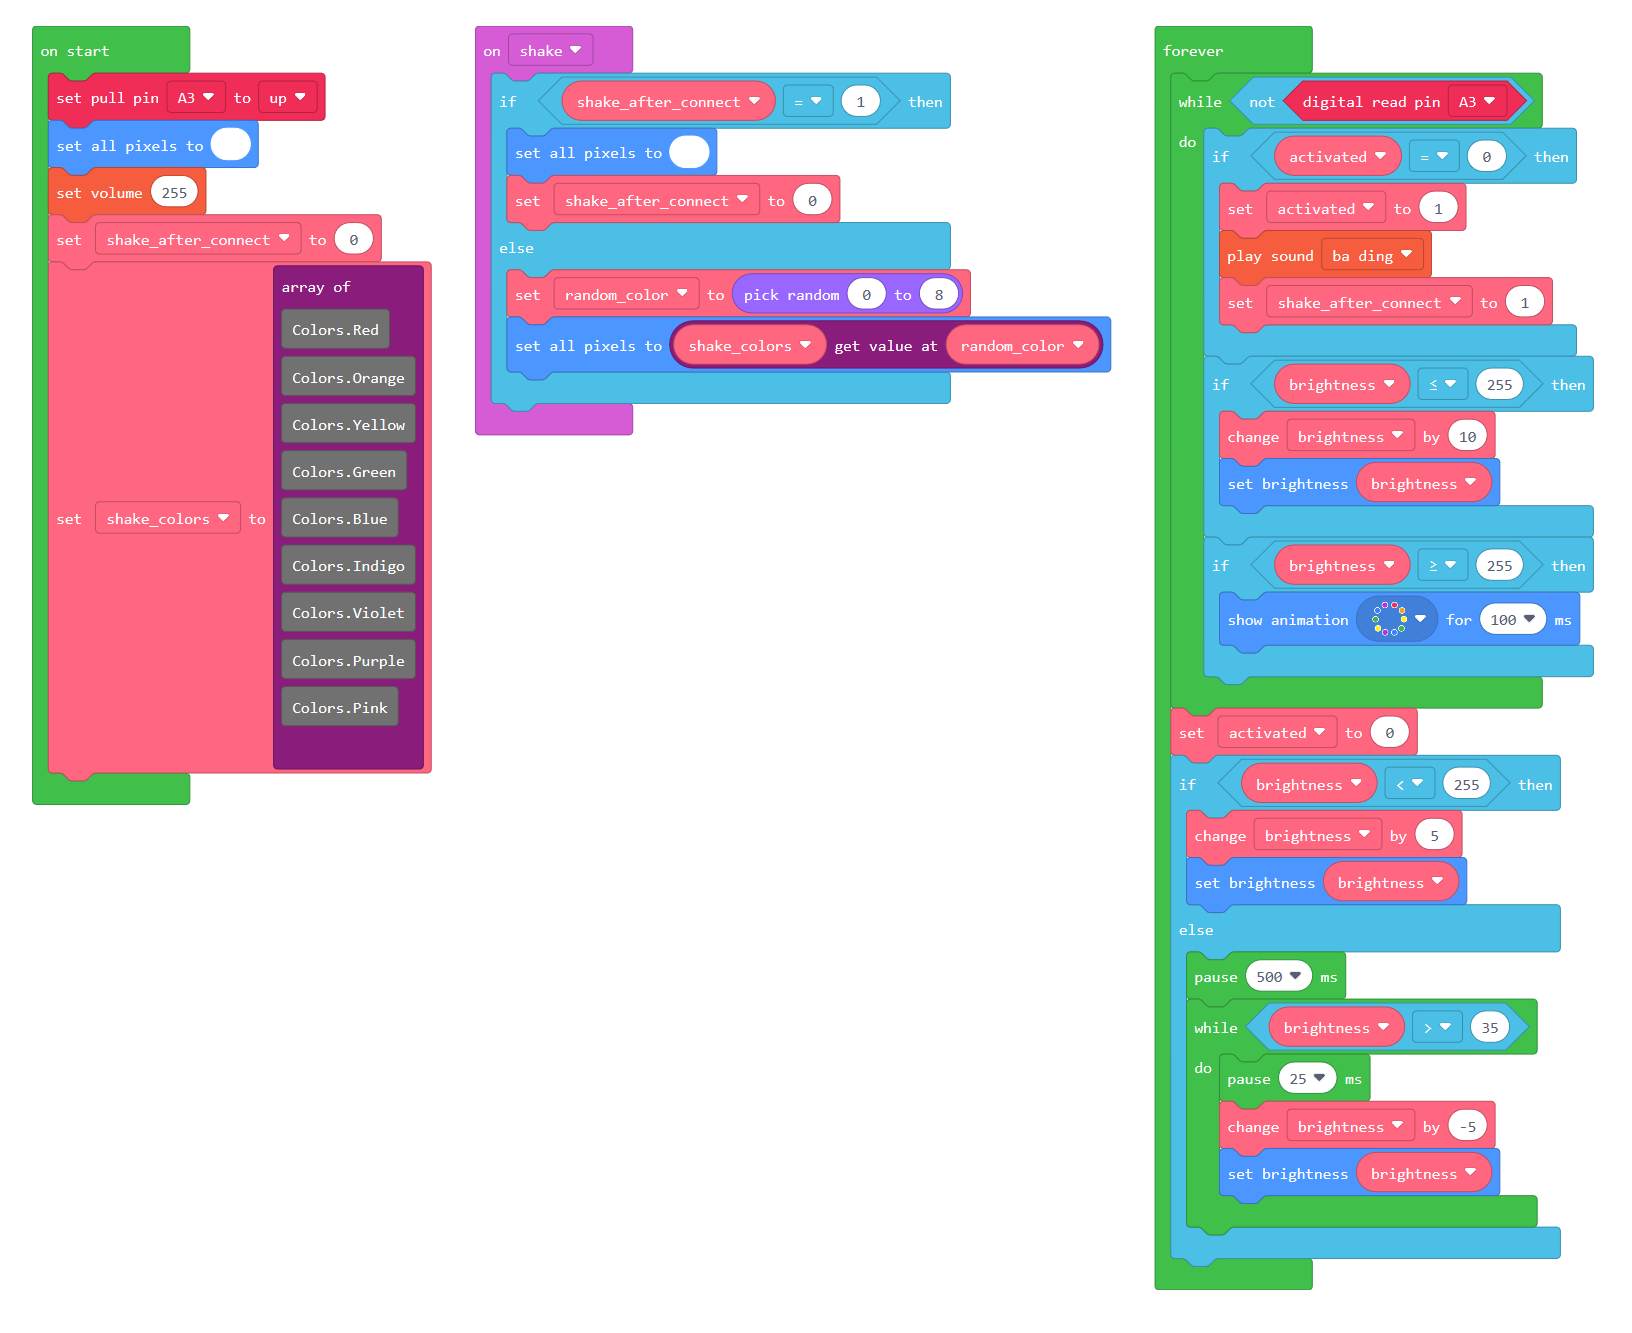 on start
set pull pin A3 to up
set all pixels to
set volume 255
set shake_after_connect to 0
set shake_colors to array of
Colors.Red
Colors.Orange
Colors.Yellow
Colors.Green
Colors.Blue
Colors.Indigo
Colors.Violet
Colors.Purple
Colors.Pink
on shake
if shake_after_connect = 1 then
set all pixels to
set shake_after_connect to 0
else
set random_color to pick random 0 to 8
set all pixels to shake_colors get value at random_color
forever
while not digital read pin A3
do
if activated = 0 then
set activated to 1
play sound ba ding
set shake_after_connect to 1
if brightness ≤ 255 then
change brightness by 10
set brightness brightness
if brightness ≥ 255 then
show animation for 100 ms
set activated to 0
if brightness < 255 then
change brightness by 5
set brightness brightness
else
pause 500 ms
while brightness > 35
do
pause 25 ms
change brightness by -5
set brightness brightness